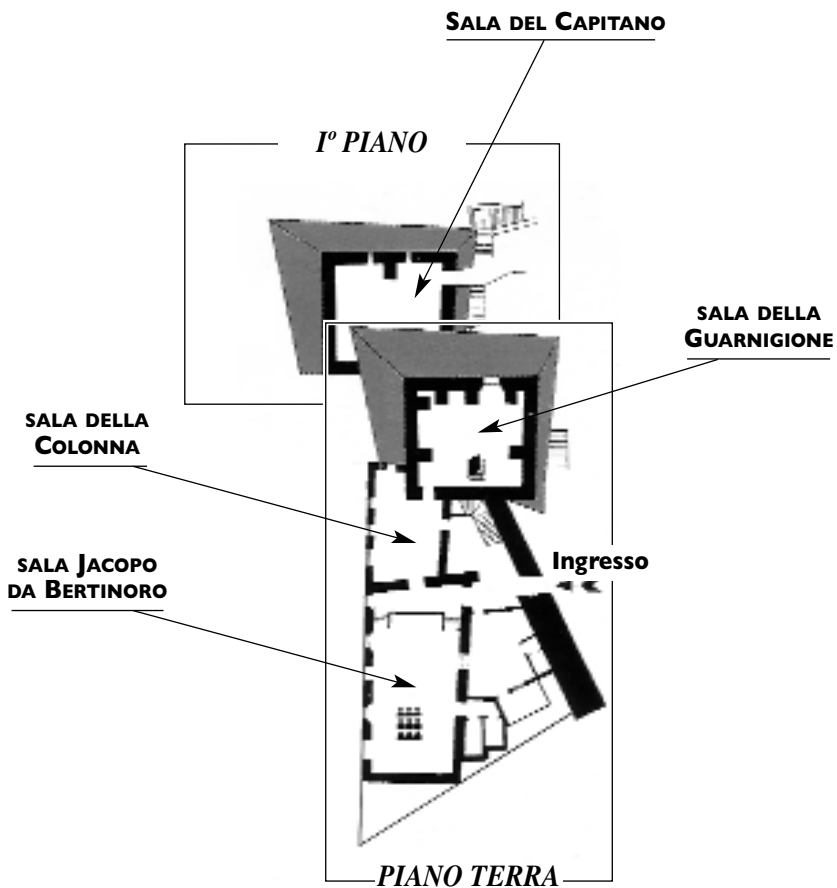 SALA DEL CAPITANO
Iº PIANO
SALA DELLA
GUARNIGIONE
SALA DELLA
COLONNA
Ingresso
SALA JACOPO
DA BERTINORO
PIANO TERRA